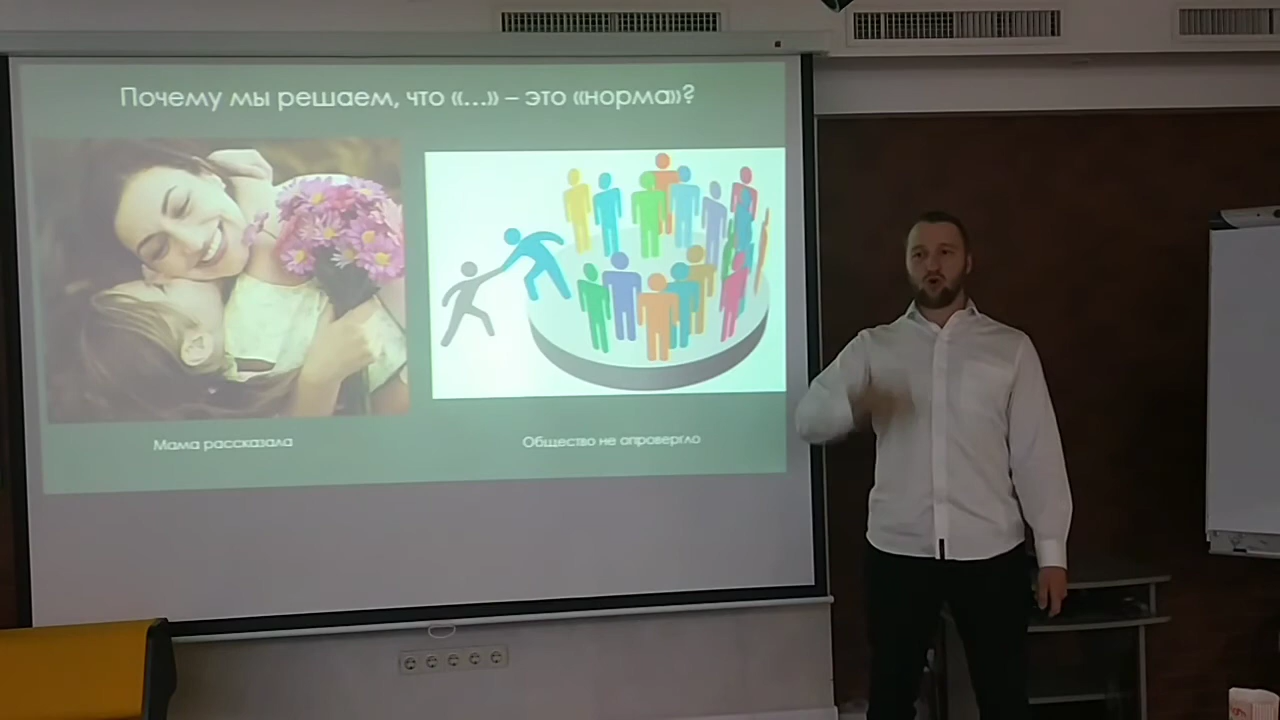 Почему мы решаем, что «...» – это «норма»?
Мама рассказала
Общество не опровергло